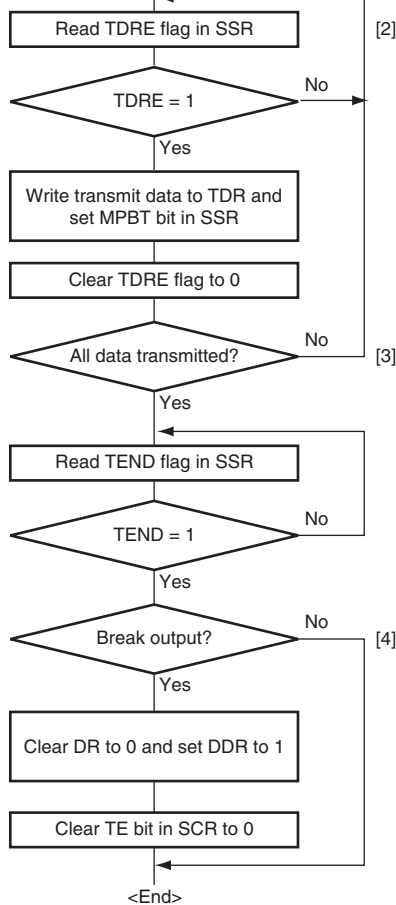 Read TDRE flag in SSR
[2]
TDRE = 1
No
Yes
Write transmit data to TDR and
set MPBT bit in SSR
Clear TDRE flag to 0
All data transmitted?
No
[3]
Yes
Read TEND flag in SSR
TEND = 1
No
Yes
Break output?
No
[4]
Yes
Clear DR to 0 and set DDR to 1
Clear TE bit in SCR to 0
<End>